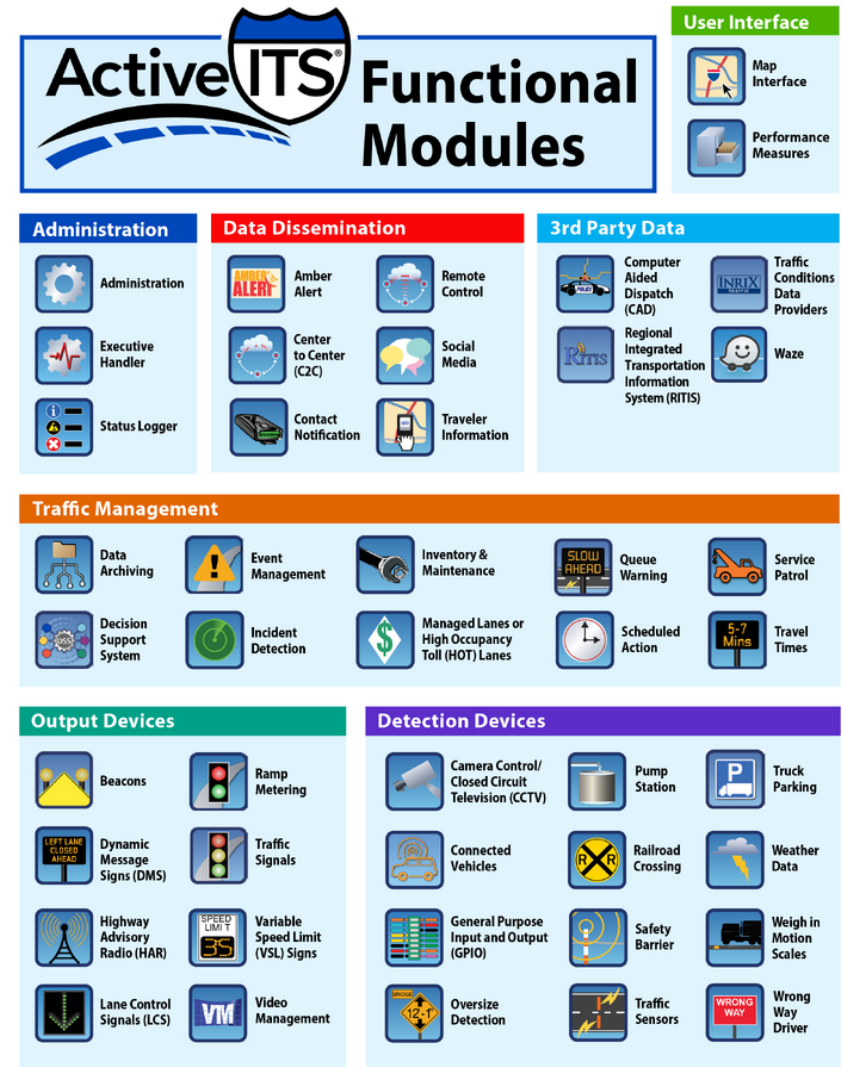 ActiveITS® Functional
Modules
User Interface
Map
Interface
Performance
Measures
Administration
Administration
Executive
Handler
Status Logger
Data Dissemination
AMBER
ALERT
Amber
Alert
Remote
Control
Center
to Center
(C2C)
Social
Media
Contact
Notification
Traveler
Information
3rd Party Data
POLICE
Computer
Aided
Dispatch
(CAD)
INRIX
TRAFFIC
Traffic
Conditions
Data
Providers
RITIS
Regional
Integrated
Transportation
Information
System (RITIS)
Waze
Traffic Management
Data
Archiving
Event
Management
Inventory &
Maintenance
SLOW
AHEAD
Queue
Warning
Service
Patrol
DSS
Decision
Support
System
Incident
Detection
$
Managed Lanes or
High Occupancy
Toll (HOT) Lanes
Scheduled
Action
5-7
Mins
Travel
Times
Output Devices
Beacons
Ramp
Metering
LEFT LANE
CLOSED
AHEAD
Dynamic
Message
Signs (DMS)
Traffic
Signals
Highway
Advisory
Radio (HAR)
SPEED
LIMIT
35
Variable
Speed Limit
(VSL) Signs
Lane Control
Signals (LCS)
VM
Video
Management
Detection Devices
Camera Control/
Closed Circuit
Television (CCTV)
Pump
Station
P
Truck
Parking
Connected
Vehicles
R R
Railroad
Crossing
Weather
Data
General Purpose
Input and Output
(GPIO)
Safety
Barrier
Weigh in
Motion
Scales
BRIDGE
12'-1"
Oversize
Detection
Traffic
Sensors
WRONG
WAY
Wrong
Way
Driver